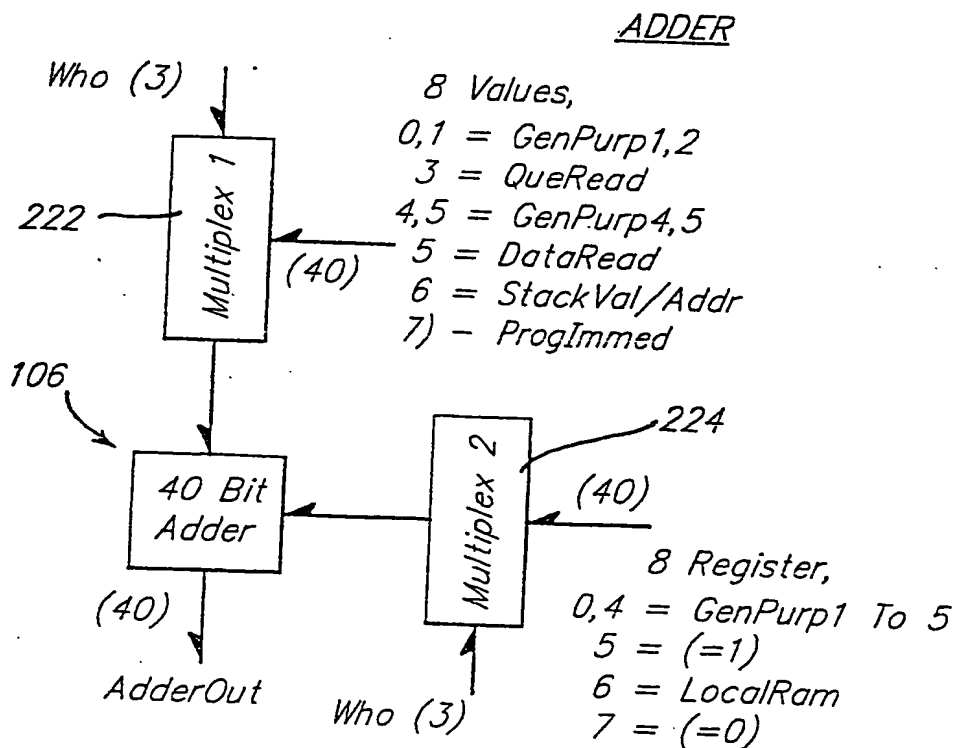 ADDER
Who (3)
8 Values,
0,1 = GenPurp1,2
3 = QueRead
4,5 = GenPurp4,5
5 = DataRead
6 = StackVal/Addr
7) - ProgImmed
222
Multiplex 1
(40)
106
224
40 Bit
Adder
Multiplex 2
(40)
8 Register,
0,4 = GenPurp1 To 5
5 = (=1)
6 = LocalRam
7 = (=0)
(40)
AdderOut
Who (3)